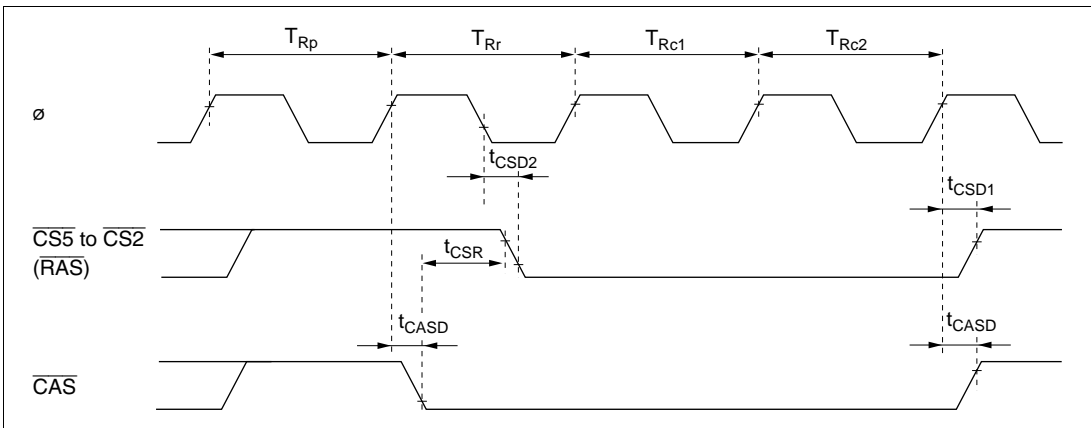 TRp TRr TRc1 TRc2
ø
tCSD2
tCSD1
CS5 to CS2
(RAS)
tCSR
tCASD tCASD
CAS